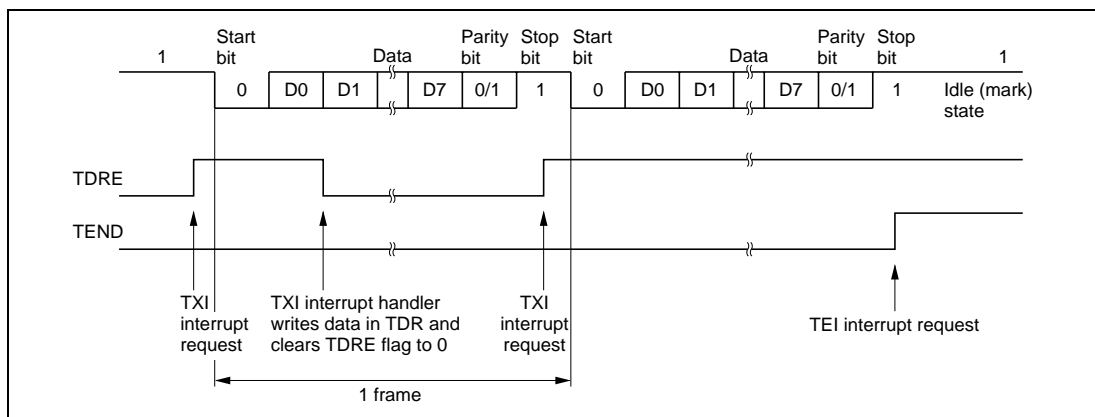 Start bit
Data
Parity bit
Stop bit
Start bit
Data
Parity bit
Stop bit
1
1
0 D0 D1 D7 0/1 1 0 D0 D1 D7 0/1 1
Idle (mark) state
TDRE
TEND
TXI interrupt request
TXI interrupt handler
writes data in TDR and
clears TDRE flag to 0
TXI interrupt request
TEI interrupt request
1 frame